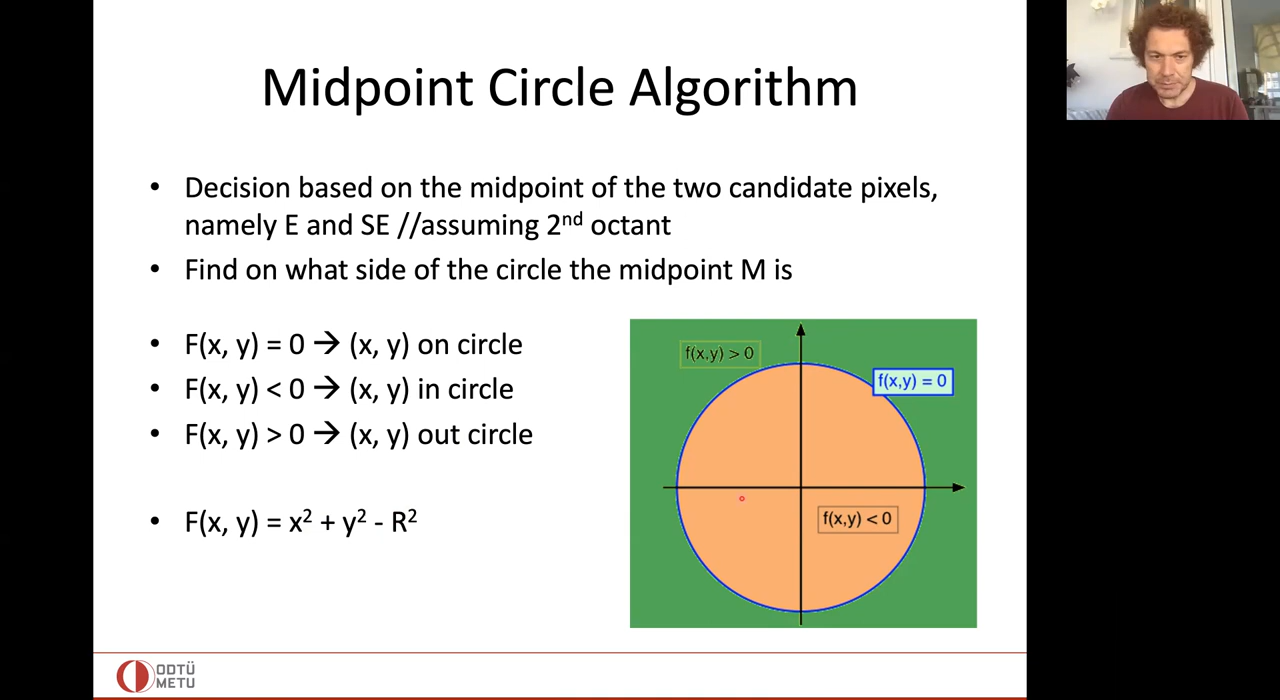 Midpoint Circle Algorithm
• Decision based on the midpoint of the two candidate pixels,
namely E and SE //assuming 2nd octant
• Find on what side of the circle the midpoint M is
• F(x, y) = 0 → (x, y) on circle
• F(x, y) < 0 → (x, y) in circle
• F(x, y) > 0 → (x, y) out circle
• F(x, y) = x² + y² - R²
f(x,y) > 0
f(x,y) = 0
f(x,y) < 0
ODTÜ
METU